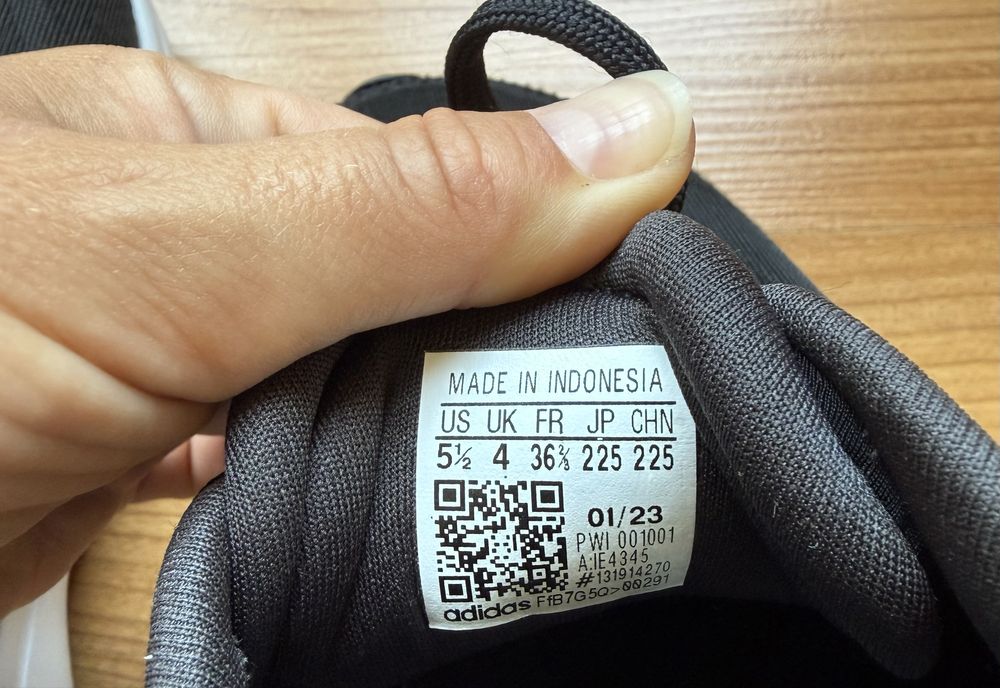 MADE IN INDONESIA
US UK FR JP CHN
5½ 4 36⅔ 225 225
01/23
PWI 001001
A:IE4345
#131914270
adidas FfB7G5Q>00291